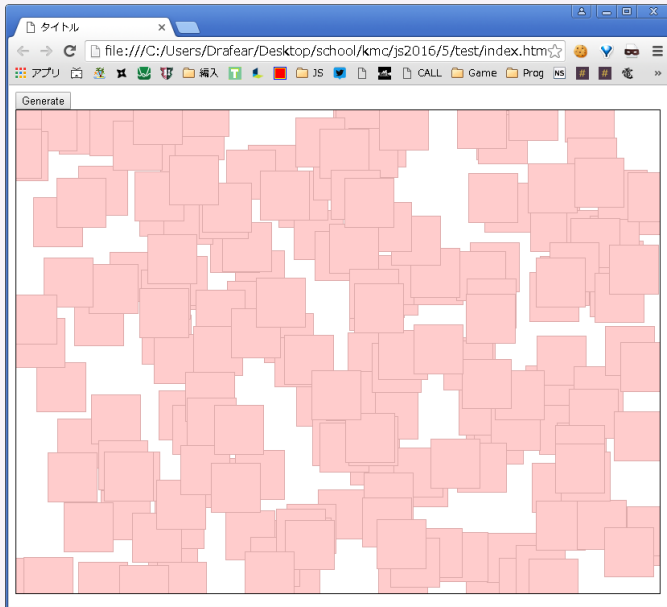 タイトル
file:///C:/Users/Drafear/Desktop/school/kmc/js2016/5/test/index.htm
アプリ 編入 T JS CALL Game Prog NS # # »
Generate